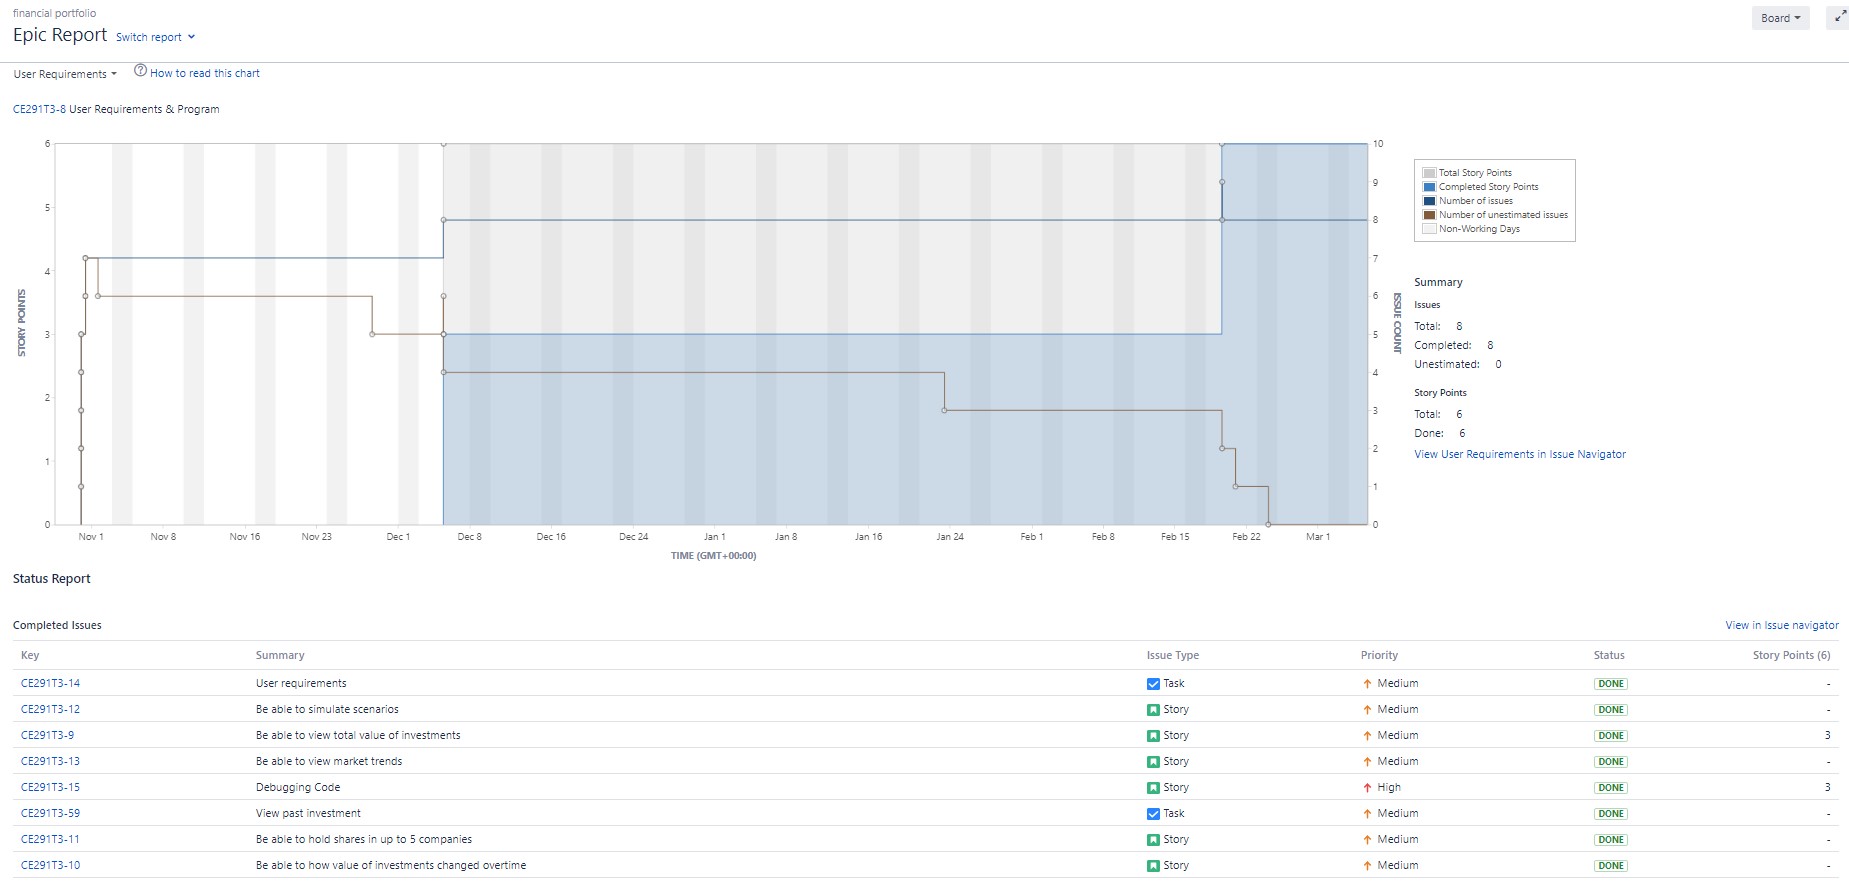 financial portfolio
Epic Report Switch report
Board
User Requirements How to read this chart
CE291T3-8 User Requirements & Program
6
5
4
3
2
1
0
STORY POINTS
10
9
8
7
6
5
4
3
2
1
0
ISSUE COUNT
Nov 1 Nov 8 Nov 16 Nov 23 Dec 1 Dec 8 Dec 16 Dec 24 Jan 1 Jan 8 Jan 16 Jan 24 Feb 1 Feb 8 Feb 15 Feb 22 Mar 1
TIME (GMT+00:00)
Total Story Points
Completed Story Points
Number of issues
Number of unestimated issues
Non-Working Days
Summary
Issues
Total: 8
Completed: 8
Unestimated: 0
Story Points
Total: 6
Done: 6
View User Requirements in Issue Navigator
Status Report
Completed Issues View in Issue navigator
Key Summary Issue Type Priority Status Story Points (6)
CE291T3-14 User requirements Task Medium DONE -
CE291T3-12 Be able to simulate scenarios Story Medium DONE -
CE291T3-9 Be able to view total value of investments Story Medium DONE 3
CE291T3-13 Be able to view market trends Story Medium DONE -
CE291T3-15 Debugging Code Story High DONE 3
CE291T3-59 View past investment Task Medium DONE -
CE291T3-11 Be able to hold shares in up to 5 companies Story Medium DONE -
CE291T3-10 Be able to how value of investments changed overtime Story Medium DONE -